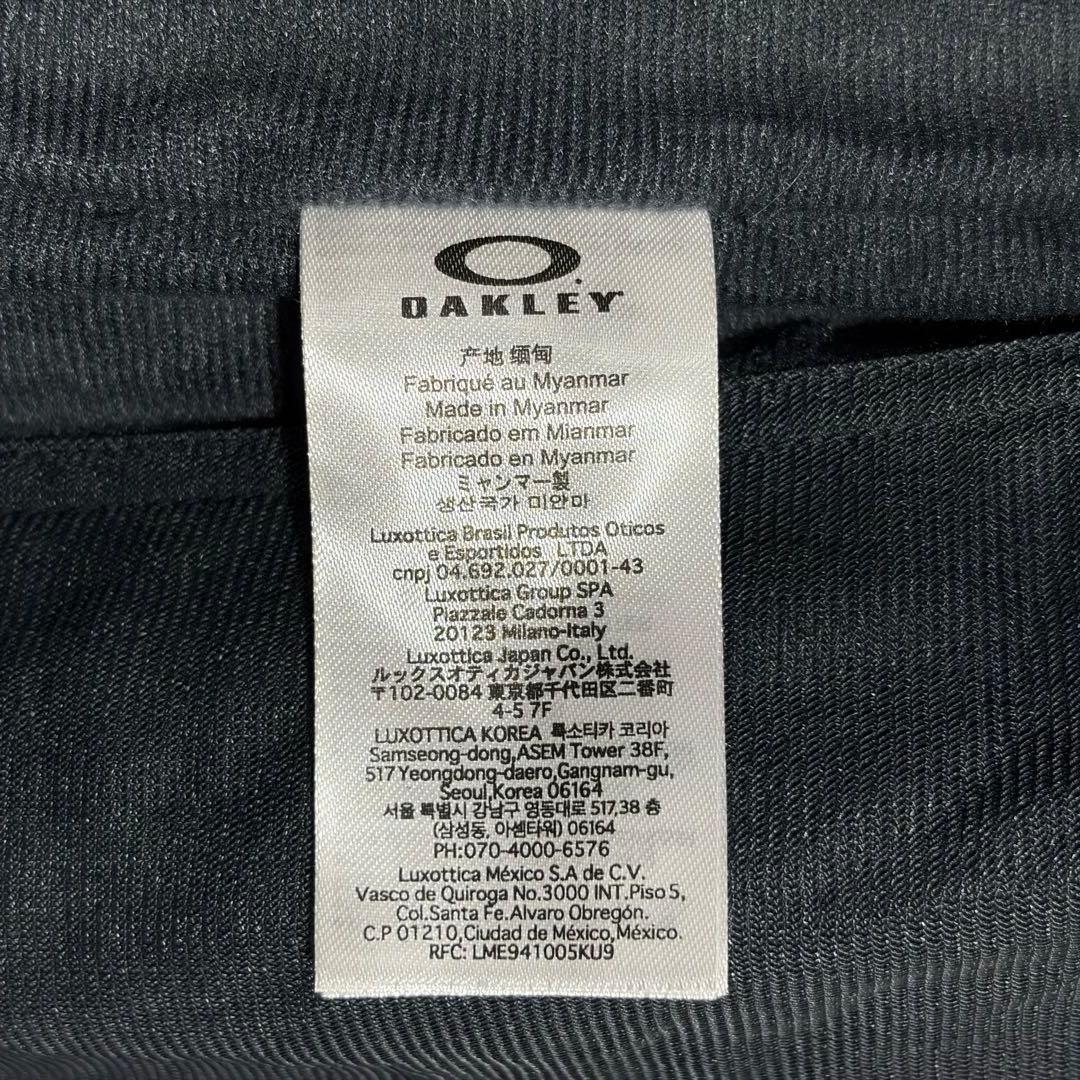 OAKLEY
产地 缅甸
Fabriqué au Myanmar
Made in Myanmar
Fabricado em Mianmar
Fabricado en Myanmar
ミャンマー製
생산국가 미얀마
Luxottica Brasil Produtos Oticos
e Esportidos LTDA
cnpj 04.692.027/0001-43
Luxottica Group SPA
Piazzale Cadorna 3
20123 Milano-Italy
Luxottica Japan Co., Ltd.
ルックスオティカジャパン株式会社
〒102-0084 東京都千代田区二番町
4-5 7F
LUXOTTICA KOREA 룩소티카 코리아
Samseong-dong,ASEM Tower 38F,
517 Yeongdong-daero,Gangnam-gu,
Seoul,Korea 06164
서울 특별시 강남구 영동대로 517,38 층
(삼성동, 아셈타워) 06164
PH:070-4000-6576
Luxottica México S.A de C.V.
Vasco de Quiroga No.3000 INT.Piso 5,
Col.Santa Fe.Alvaro Obregón.
C.P 01210,Ciudad de México,México.
RFC: LME941005KU9